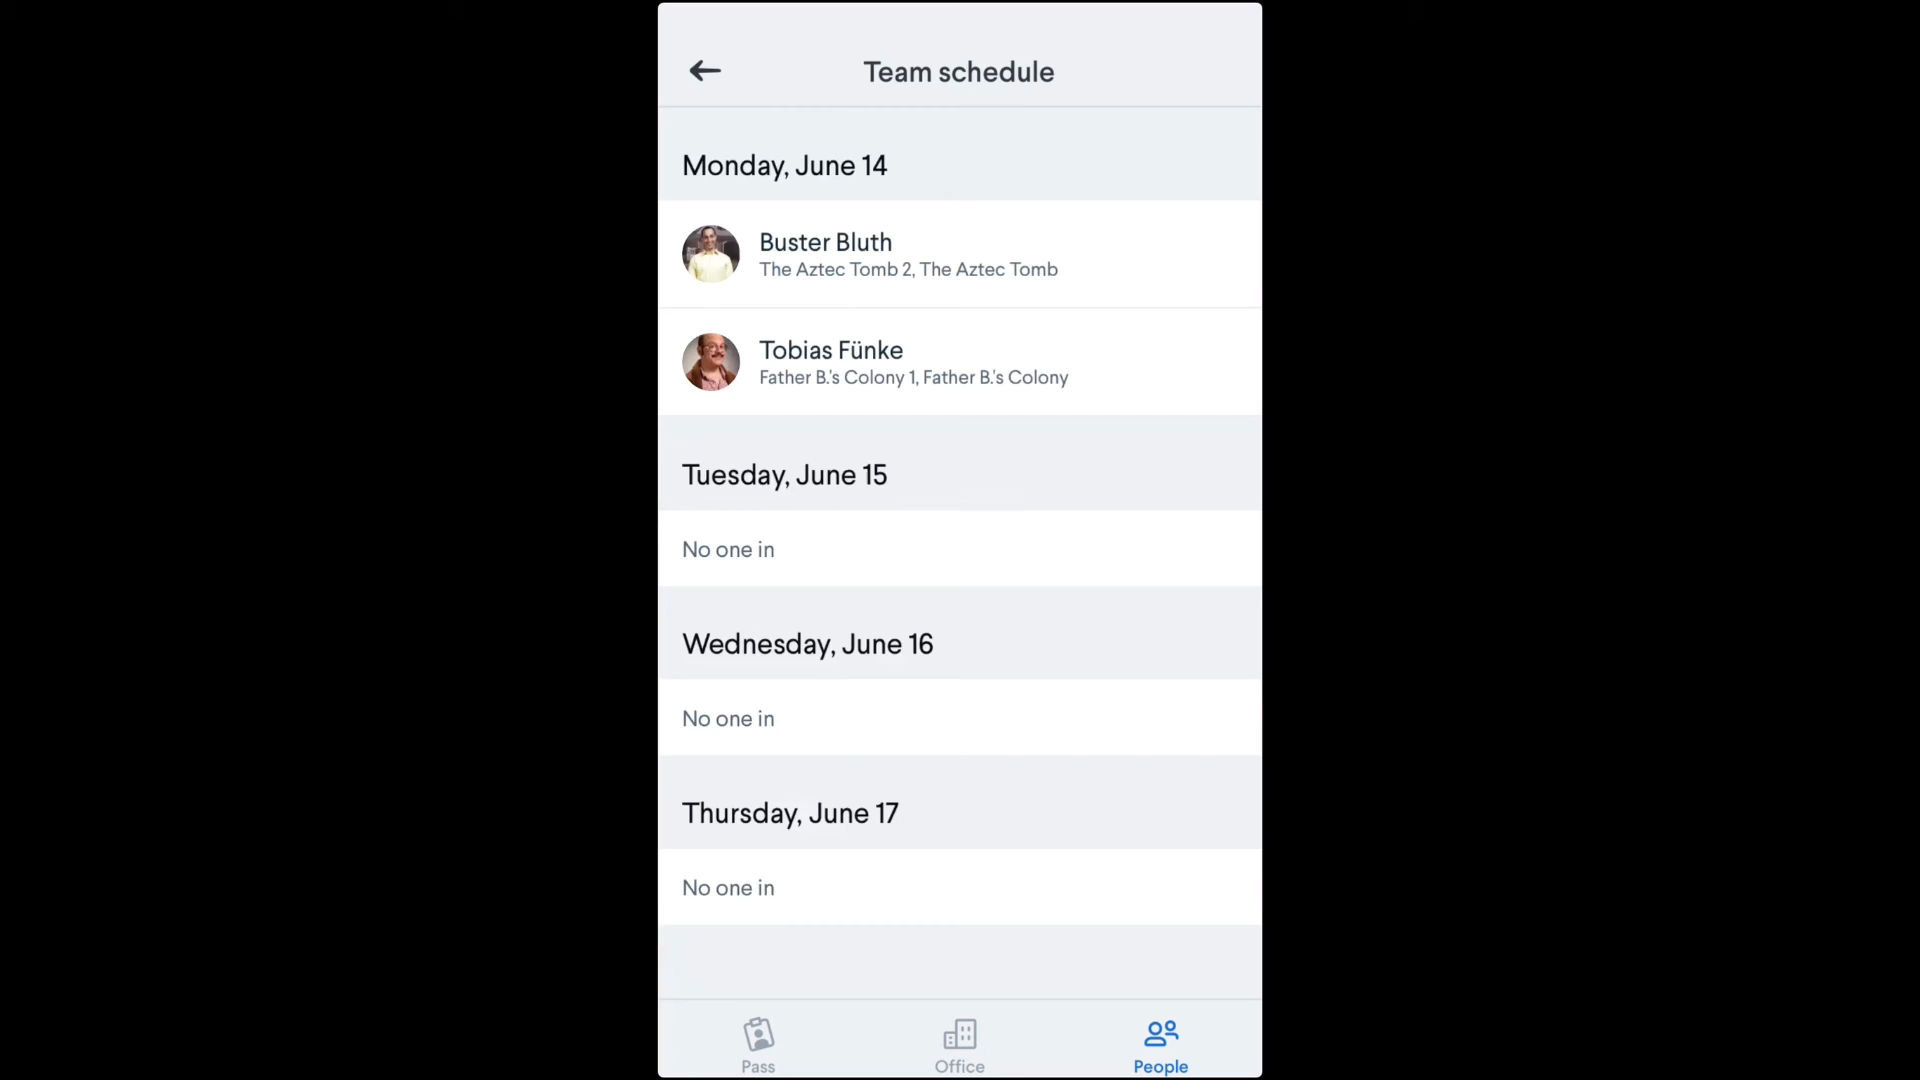 Team schedule
Monday, June 14
Buster Bluth
The Aztec Tomb 2, The Aztec Tomb
Tobias Fünke
Father B.'s Colony 1, Father B.'s Colony
Tuesday, June 15
No one in
Wednesday, June 16
No one in
Thursday, June 17
No one in
Pass
Office
People